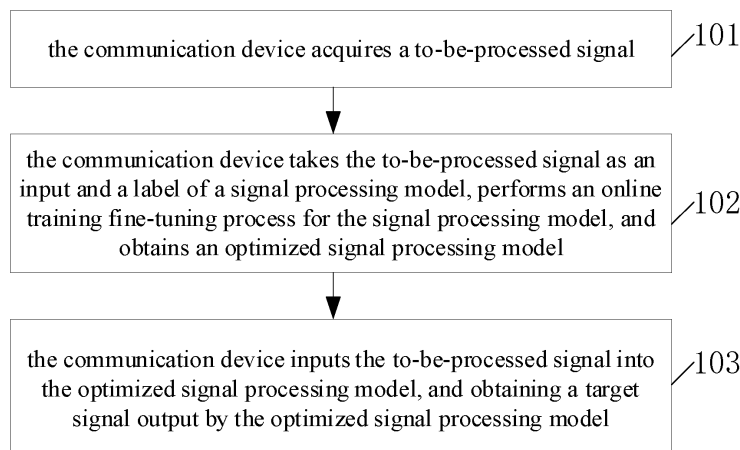 the communication device acquires a to-be-processed signal
101
the communication device takes the to-be-processed signal as an
input and a label of a signal processing model, performs an online
training fine-tuning process for the signal processing model, and
obtains an optimized signal processing model
102
the communication device inputs the to-be-processed signal into
the optimized signal processing model, and obtaining a target
signal output by the optimized signal processing model
103